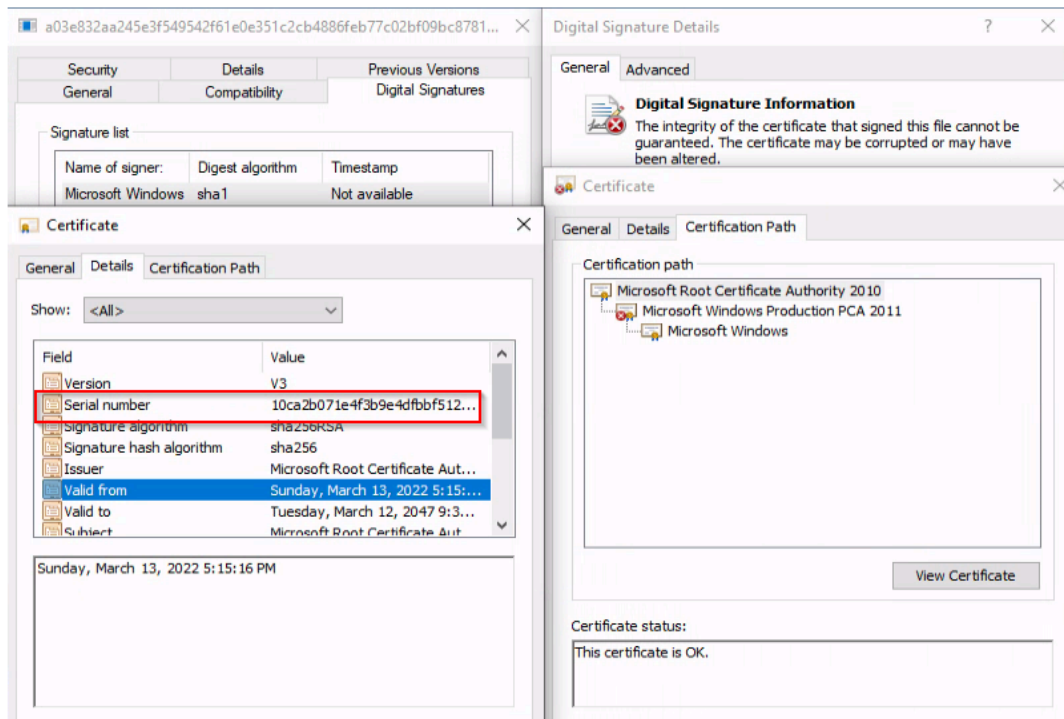 a03e832aa245e3f549542f61e0e351c2cb4886feb77c02bf09bc8781...
Security Details Previous Versions
General Compatibility Digital Signatures
Signature list
Name of signer: Digest algorithm Timestamp
Microsoft Windows sha1 Not available
Digital Signature Details ?
General Advanced
Digital Signature Information
The integrity of the certificate that signed this file cannot be
guaranteed. The certificate may be corrupted or may have
been altered.
Certificate
General Details Certification Path
Show: <All>
Field Value
Version V3
Serial number 10ca2b071e4f3b9e4dfbbf512...
Signature algorithm sha256RSA
Signature hash algorithm sha256
Issuer Microsoft Root Certificate Aut...
Valid from Sunday, March 13, 2022 5:15:...
Valid to Tuesday, March 12, 2047 9:3...
Subject Microsoft Root Certificate Aut
Sunday, March 13, 2022 5:15:16 PM
Certificate
General Details Certification Path
Certification path
Microsoft Root Certificate Authority 2010
Microsoft Windows Production PCA 2011
Microsoft Windows
View Certificate
Certificate status:
This certificate is OK.